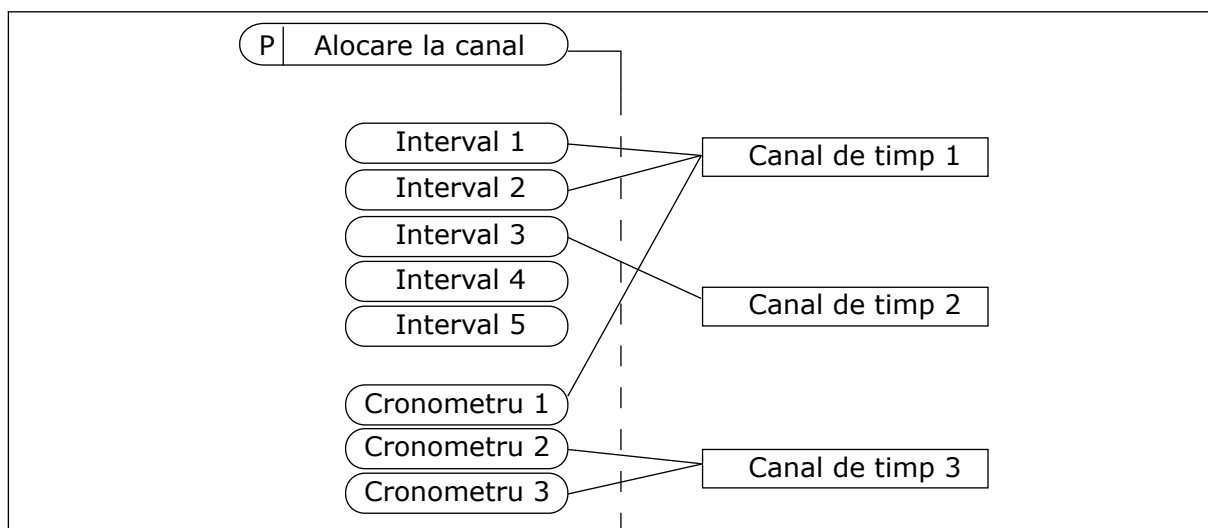 P Alocare la canal
Interval 1
Interval 2
Interval 3
Interval 4
Interval 5
Cronometru 1
Cronometru 2
Cronometru 3
Canal de timp 1
Canal de timp 2
Canal de timp 3